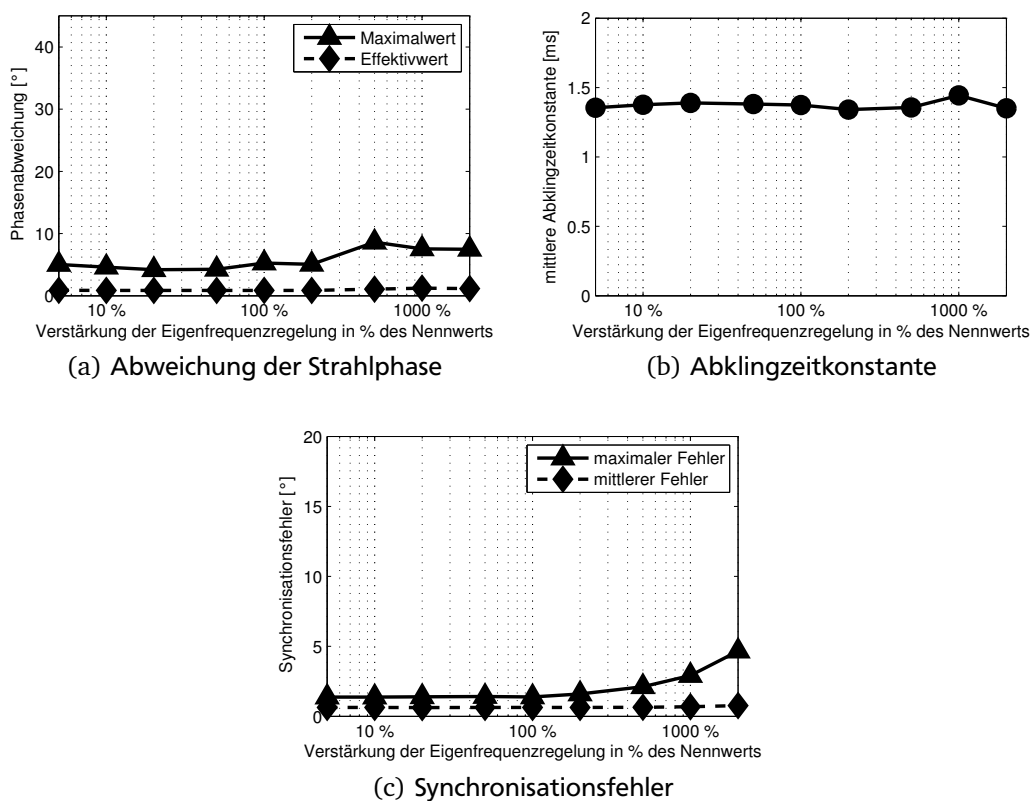 Phasenabweichung [°]
40
30
20
10
0
Maximalwert
Effektivwert
10 %
100 %
1000 %
Verstärkung der Eigenfrequenzregelung in % des Nennwerts
(a) Abweichung der Strahlphase
mittlere Abklingzeitkonstante [ms]
2
1.5
1
0.5
0
10 %
100 %
1000 %
Verstärkung der Eigenfrequenzregelung in % des Nennwerts
(b) Abklingzeitkonstante
Synchronisationsfehler [°]
20
15
10
5
0
maximaler Fehler
mittlerer Fehler
10 %
100 %
1000 %
Verstärkung der Eigenfrequenzregelung in % des Nennwerts
(c) Synchronisationsfehler